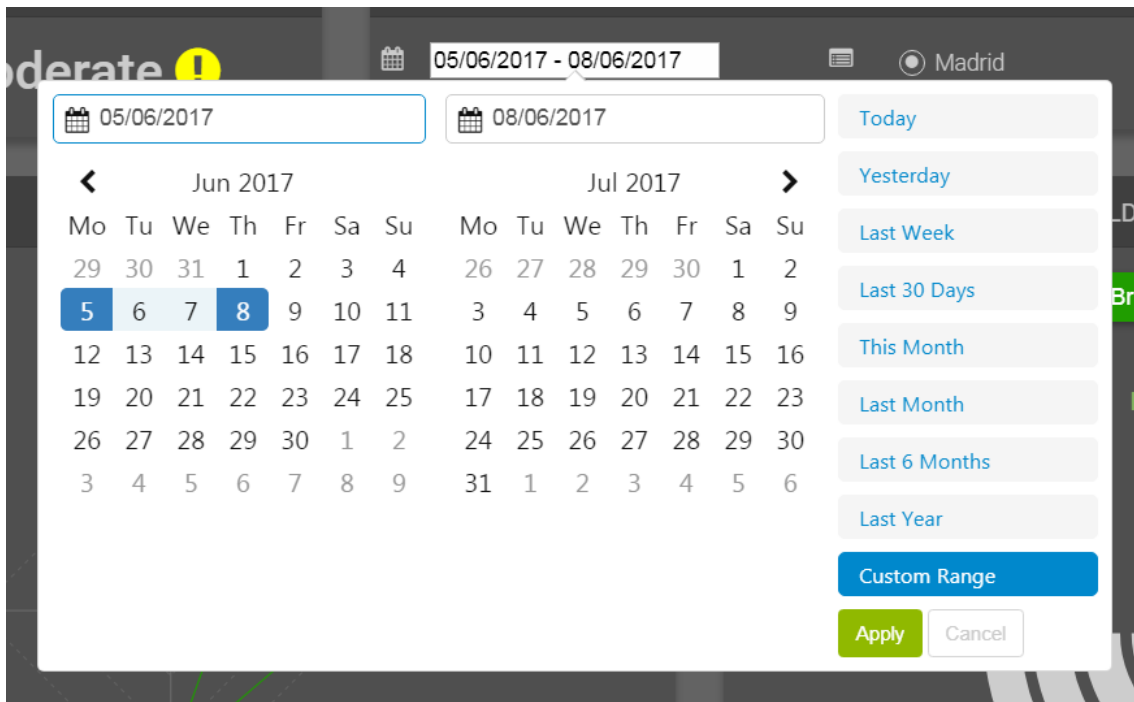 oderate !
05/06/2017 - 08/06/2017
Madrid
05/06/2017
08/06/2017
Jun 2017
Mo Tu We Th Fr Sa Su
29 30 31 1 2 3 4
5 6 7 8 9 10 11
12 13 14 15 16 17 18
19 20 21 22 23 24 25
26 27 28 29 30 1 2
3 4 5 6 7 8 9
Jul 2017
Mo Tu We Th Fr Sa Su
26 27 28 29 30 1 2
3 4 5 6 7 8 9
10 11 12 13 14 15 16
17 18 19 20 21 22 23
24 25 26 27 28 29 30
31 1 2 3 4 5 6
Today
Yesterday
Last Week
Last 30 Days
This Month
Last Month
Last 6 Months
Last Year
Custom Range
Apply
Cancel
LD
Br